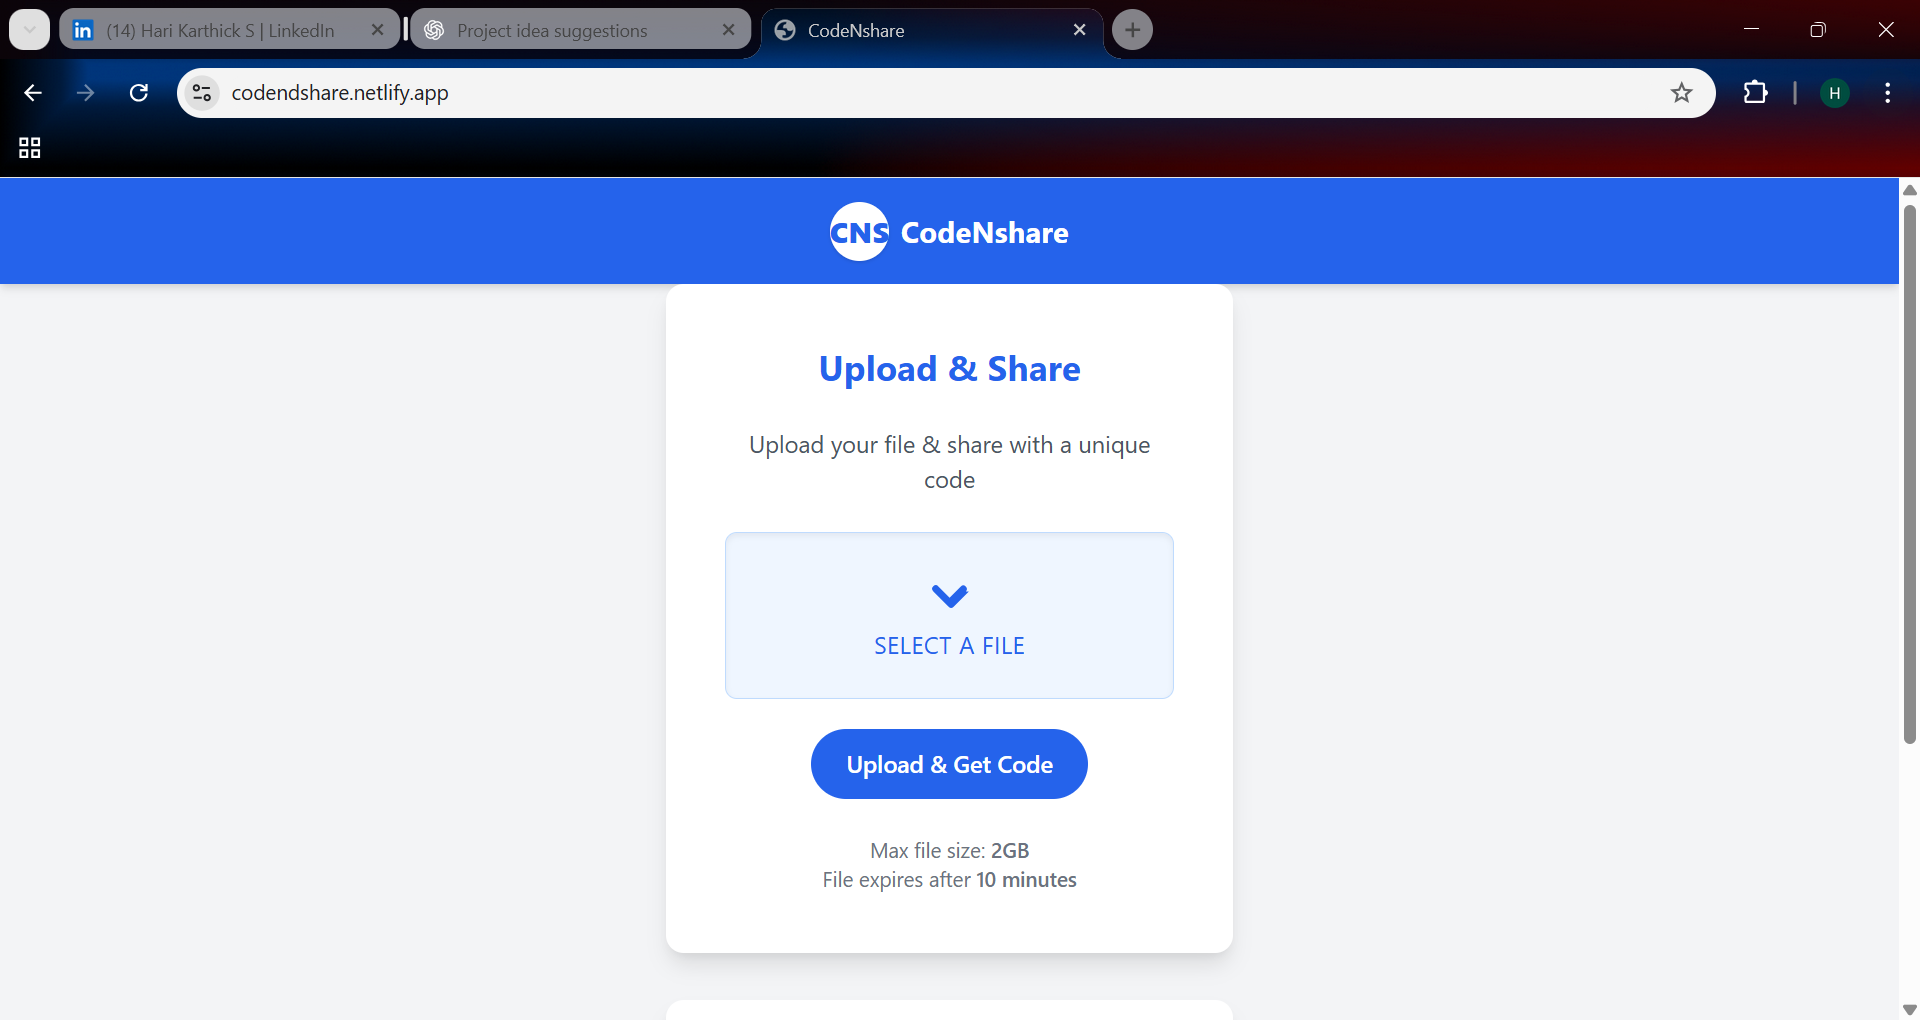 (14) Hari Karthick S | LinkedIn
Project idea suggestions
CodeNshare
codendshare.netlify.app
H
CNS CodeNshare
Upload & Share
Upload your file & share with a unique
code
SELECT A FILE
Upload & Get Code
Max file size: 2GB
File expires after 10 minutes